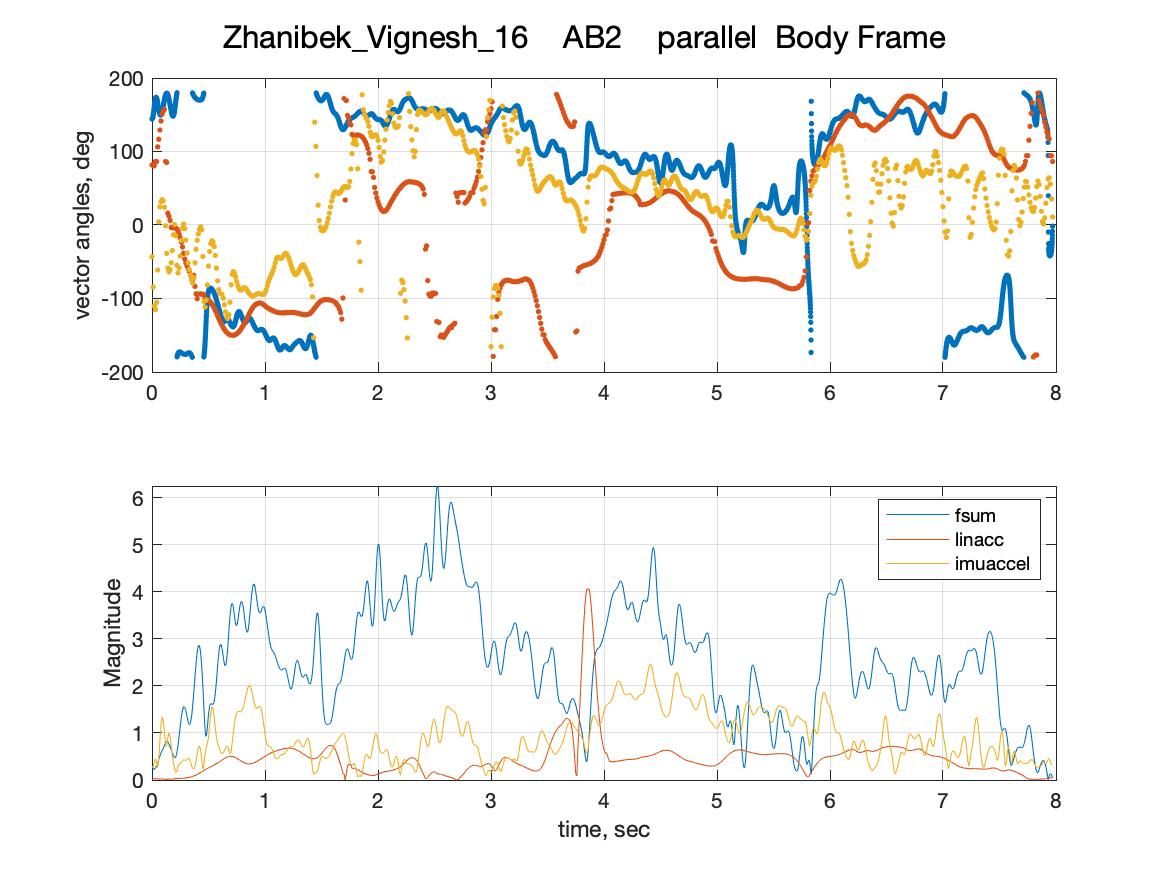 Zhanibek_Vignesh_16 AB2 parallel Body Frame
vector angles, deg
200
100
0
-100
-200
0 1 2 3 4 5 6 7 8
Magnitude
6
5
4
3
2
1
0
fsum
linacc
imuaccel
0 1 2 3 4 5 6 7 8
time, sec